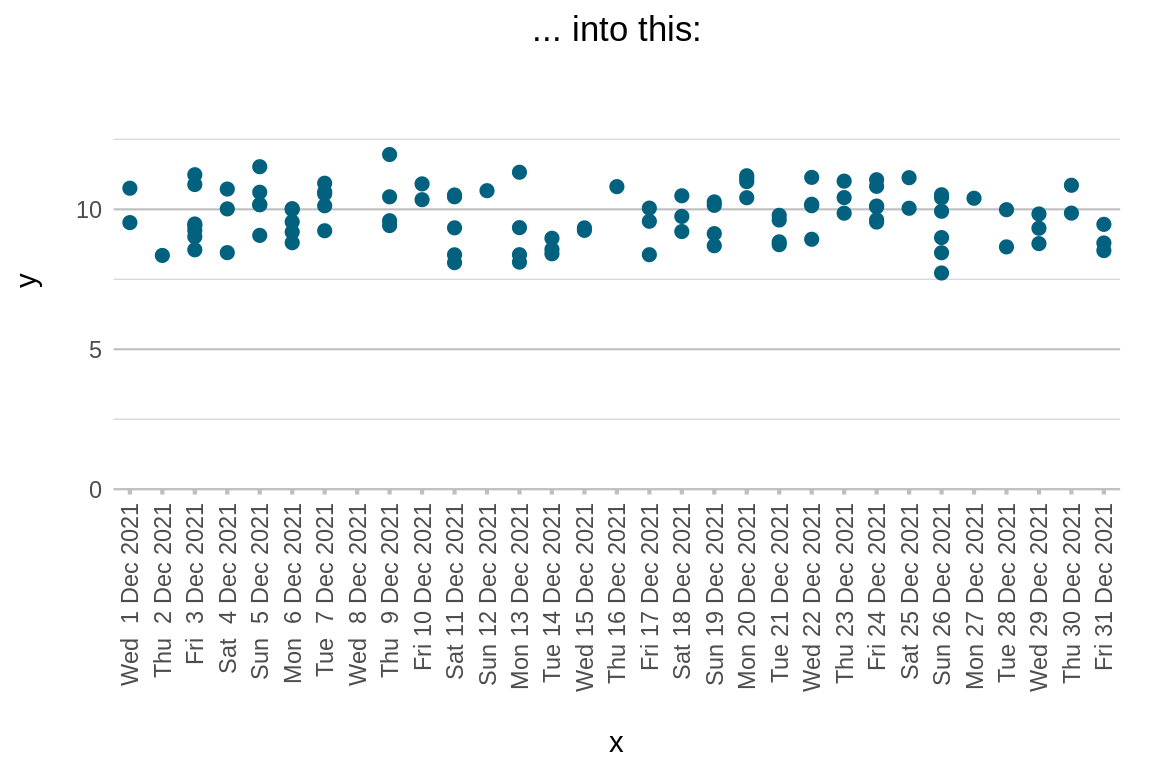 ... into this:
y
10
5
0
Wed  1 Dec 2021
Thu  2 Dec 2021
Fri  3 Dec 2021
Sat  4 Dec 2021
Sun  5 Dec 2021
Mon  6 Dec 2021
Tue  7 Dec 2021
Wed  8 Dec 2021
Thu  9 Dec 2021
Fri 10 Dec 2021
Sat 11 Dec 2021
Sun 12 Dec 2021
Mon 13 Dec 2021
Tue 14 Dec 2021
Wed 15 Dec 2021
Thu 16 Dec 2021
Fri 17 Dec 2021
Sat 18 Dec 2021
Sun 19 Dec 2021
Mon 20 Dec 2021
Tue 21 Dec 2021
Wed 22 Dec 2021
Thu 23 Dec 2021
Fri 24 Dec 2021
Sat 25 Dec 2021
Sun 26 Dec 2021
Mon 27 Dec 2021
Tue 28 Dec 2021
Wed 29 Dec 2021
Thu 30 Dec 2021
Fri 31 Dec 2021
x